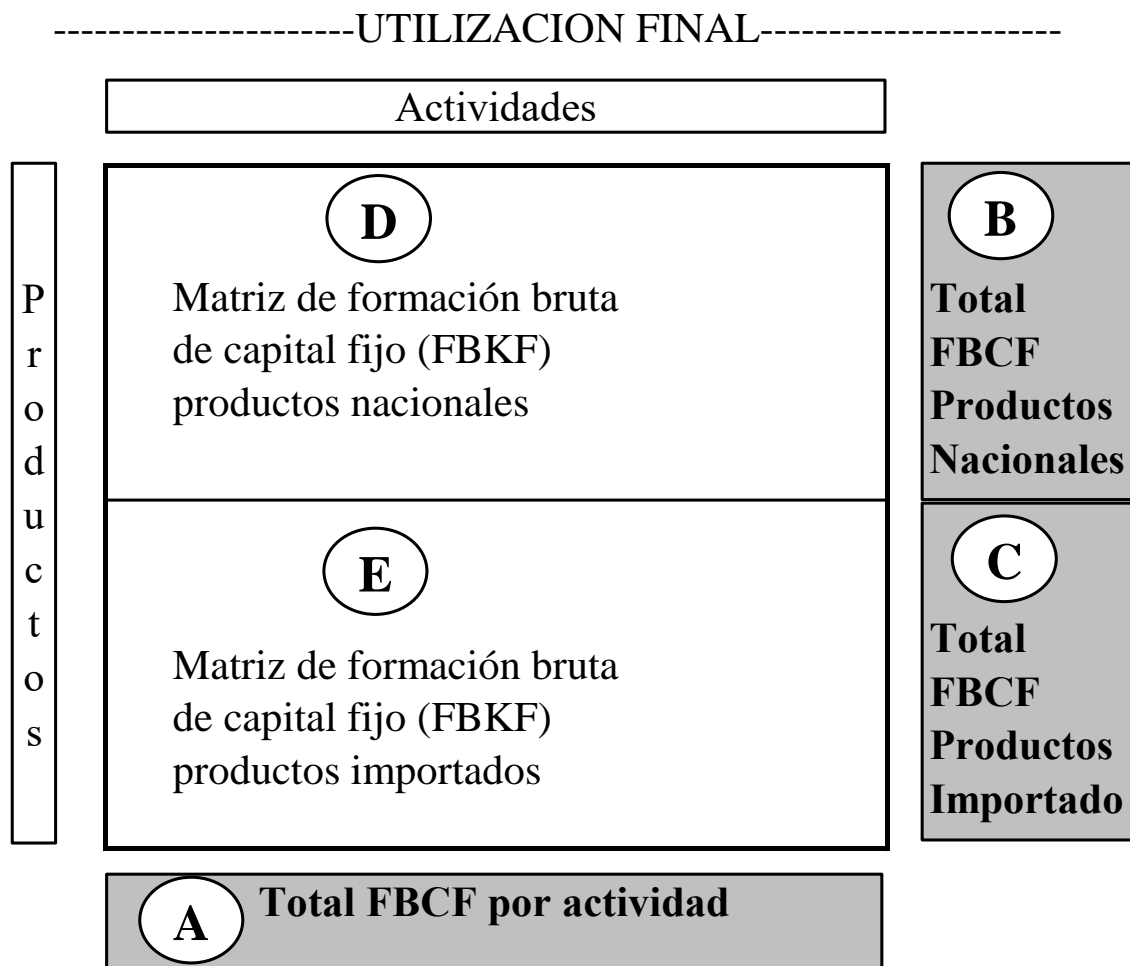 ----------------------UTILIZACION FINAL----------------------
Actividades
Productos
D
Matriz de formación bruta
de capital fijo (FBKF)
productos nacionales
B
Total
FBCF
Productos
Nacionales
E
Matriz de formación bruta
de capital fijo (FBKF)
productos importados
C
Total
FBCF
Productos
Importado
A Total FBCF por actividad